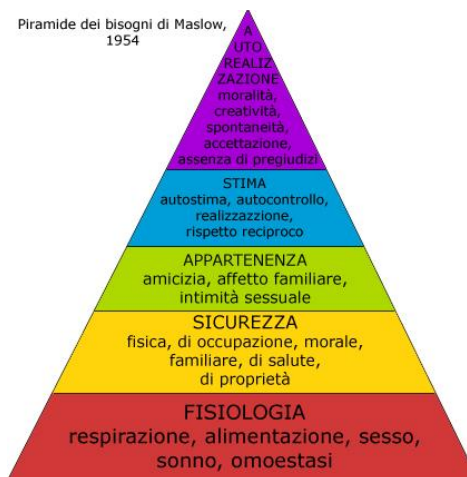 Piramide dei bisogni di Maslow,
1954
A
UTO
REALIZ
ZAZIONE
moralità,
creatività,
spontaneità,
accettazione,
assenza di pregiudizi
STIMA
autostima, autocontrollo,
realizzazzione,
rispetto reciproco
APPARTENENZA
amicizia, affetto familiare,
intimità sessuale
SICUREZZA
fisica, di occupazione, morale,
familiare, di salute,
di proprietà
FISIOLOGIA
respirazione, alimentazione, sesso,
sonno, omoestasi